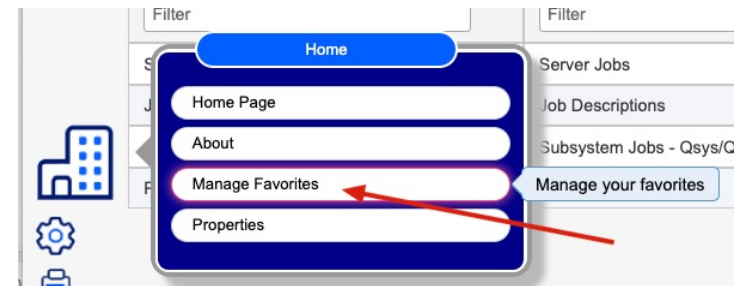 Filter
Filter
Home
Server Jobs
Home Page
Job Descriptions
About
Subsystem Jobs - Qsys/Q
Manage Favorites
Manage your favorites
Properties